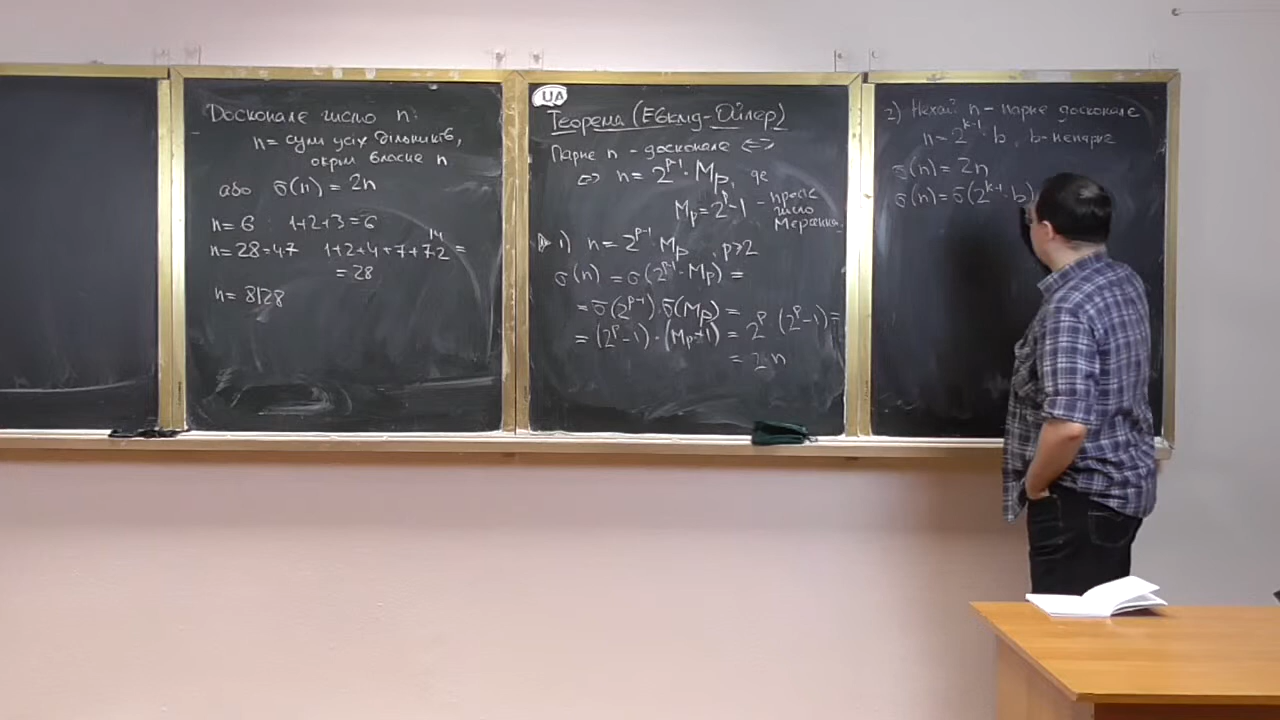 Досконале число n:
n = сума усіх дільників,
окрім власне n
або σ(n) = 2n
n = 6 1+2+3=6
n = 28 = 4·7 1+2+4+7+7·2 =
14
= 28
n = 8128
UA
Теорема (Евклід-Ойлер)
Парне n - досконале <=>
<=> n = 2^{p-1} · M_p, де
M_p = 2^p - 1 - просте
число
Мерсенна.
1) n = 2^{p-1} · M_p, p ≥ 2
σ(n) = σ(2^{p-1} · M_p) =
= σ(2^{p-1}) · σ(M_p) =
= (2^p - 1) · (M_p + 1) = 2^p · (2^p - 1) =
= 2n
2) Нехай n - парне досконале
n = 2^{k-1} · b, b - непарне
σ(n) = 2n
σ(n) = σ(2^{k-1} · b)